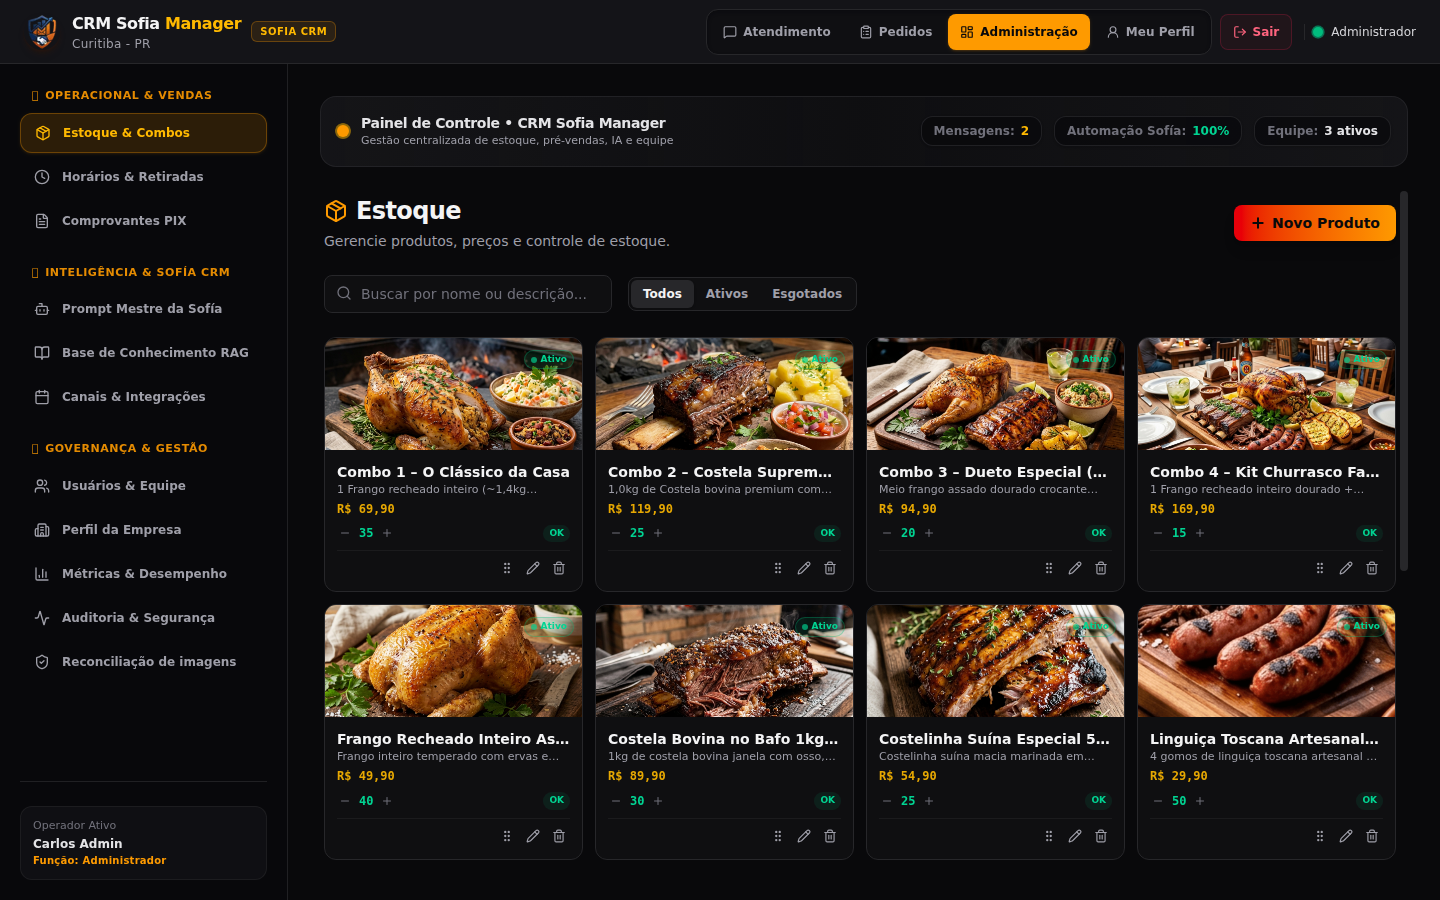 CRM Sofia Manager
Curitiba - PR
SOFIA CRM
Atendimento
Pedidos
Administração
Meu Perfil
Sair
Administrador
OPERACIONAL & VENDAS
Estoque & Combos
Horários & Retiradas
Comprovantes PIX
INTELIGÊNCIA & SOFÍA CRM
Prompt Mestre da Sofía
Base de Conhecimento RAG
Canais & Integrações
GOVERNANÇA & GESTÃO
Usuários & Equipe
Perfil da Empresa
Métricas & Desempenho
Auditoria & Segurança
Reconciliação de imagens
Operador Ativo
Carlos Admin
Função: Administrador
Painel de Controle • CRM Sofia Manager
Gestão centralizada de estoque, pré-vendas, IA e equipe
Mensagens: 2
Automação Sofía: 100%
Equipe: 3 ativos
Estoque
Gerencie produtos, preços e controle de estoque.
+ Novo Produto
Buscar por nome ou descrição...
Todos
Ativos
Esgotados
Ativo
Combo 1 – O Clássico da Casa
1 Frango recheado inteiro (~1,4kg...
R$ 69,90
− 35 +
OK
Ativo
Combo 2 – Costela Suprem...
1,0kg de Costela bovina premium com...
R$ 119,90
− 25 +
OK
Ativo
Combo 3 – Dueto Especial (...
Meio frango assado dourado crocante...
R$ 94,90
− 20 +
OK
Ativo
Combo 4 – Kit Churrasco Fa...
1 Frango recheado inteiro dourado +...
R$ 169,90
− 15 +
OK
Ativo
Frango Recheado Inteiro As...
Frango inteiro temperado com ervas e...
R$ 49,90
− 40 +
OK
Ativo
Costela Bovina no Bafo 1kg...
1kg de costela bovina janela com osso,...
R$ 89,90
− 30 +
OK
Ativo
Costelinha Suína Especial 5...
Costelinha suína macia marinada em...
R$ 54,90
− 25 +
OK
Ativo
Linguiça Toscana Artesanal...
4 gomos de linguiça toscana artesanal ...
R$ 29,90
− 50 +
OK